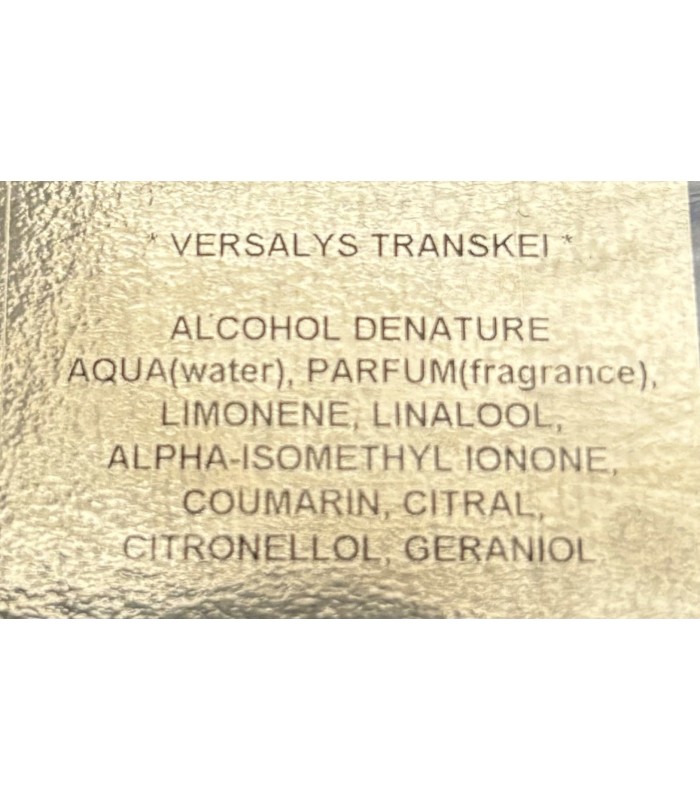 * VERSALYS TRANSKEI *
ALCOHOL DENATURE
AQUA(water), PARFUM(fragrance),
LIMONENE, LINALOOL,
ALPHA-ISOMETHYL IONONE,
COUMARIN, CITRAL,
CITRONELLOL, GERANIOL